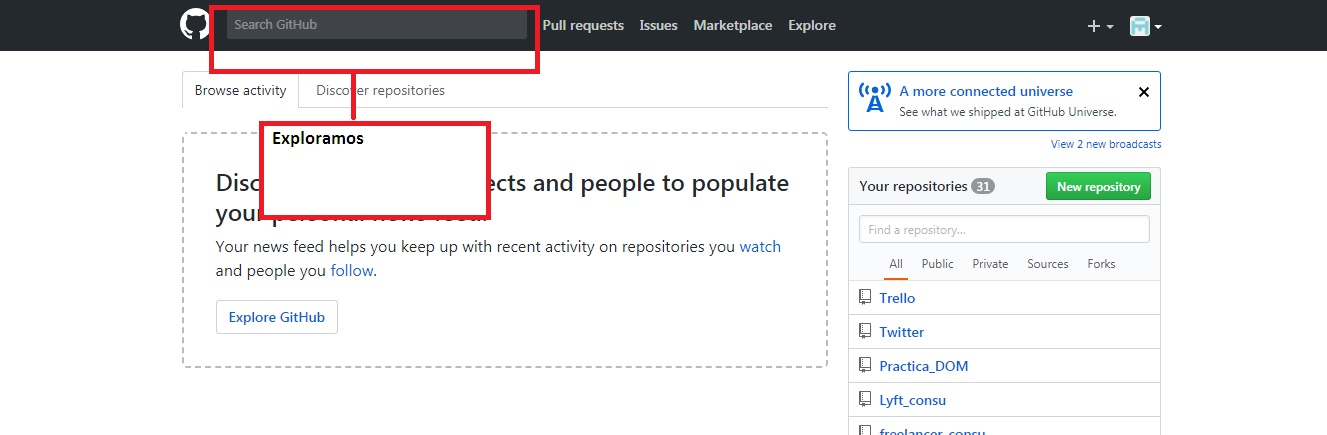 Search GitHub
Pull requests
Issues
Marketplace
Explore
Browse activity
Discover repositories
Exploramos
Disc
ects and people to populate
your
Your news feed helps you keep up with recent activity on repositories you watch
and people you follow.
Explore GitHub
A more connected universe
See what we shipped at GitHub Universe.
View 2 new broadcasts
Your repositories 31
New repository
Find a repository...
All
Public
Private
Sources
Forks
Trello
Twitter
Practica_DOM
Lyft_consu
freelancer_consu